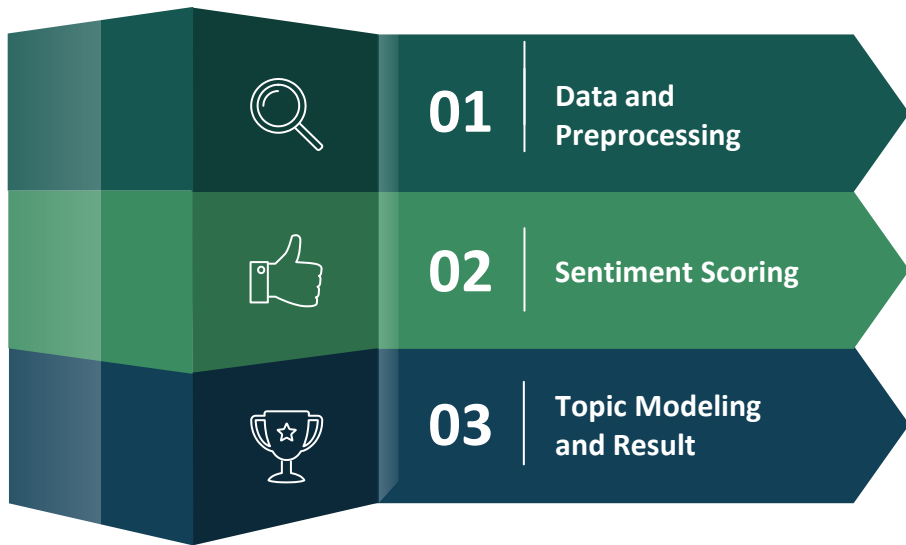 01
Data and
Preprocessing
02
Sentiment Scoring
03
Topic Modeling
and Result